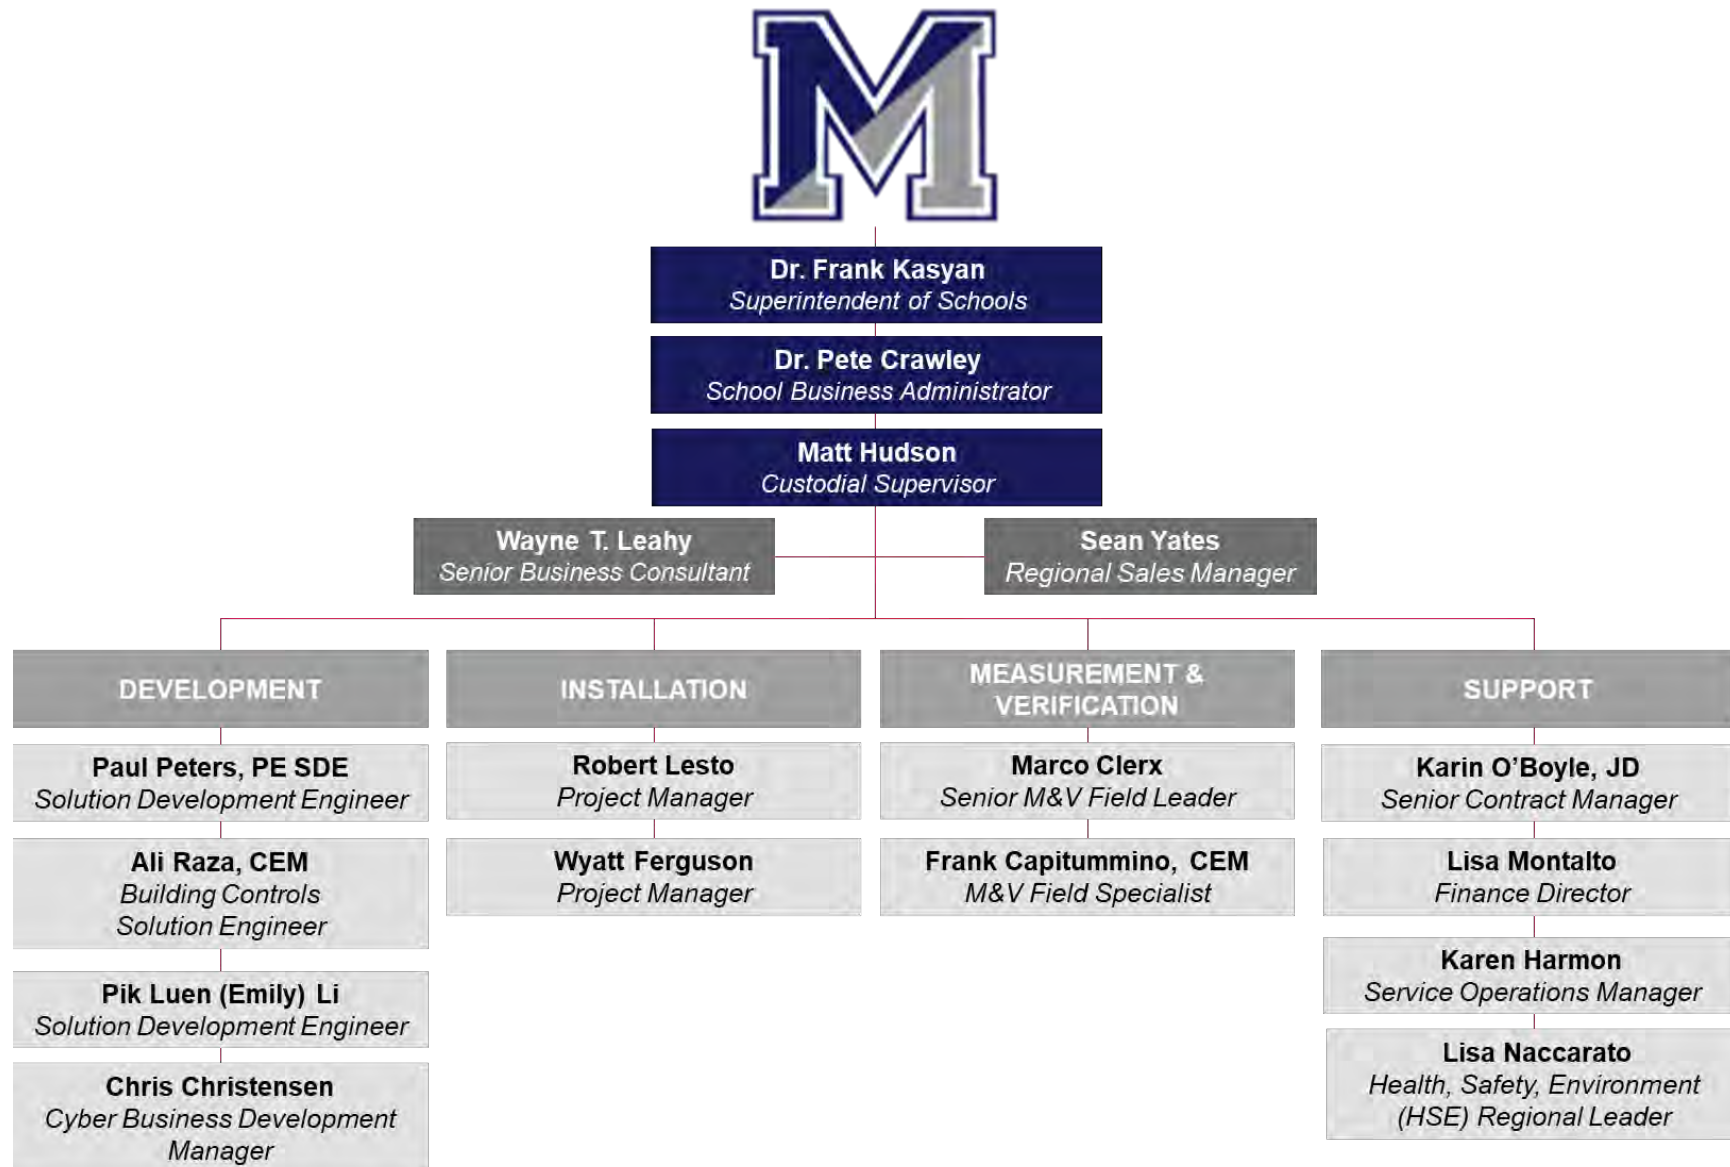 M
Dr. Frank Kasyan
Superintendent of Schools
Dr. Pete Crawley
School Business Administrator
Matt Hudson
Custodial Supervisor
Wayne T. Leahy
Senior Business Consultant
Sean Yates
Regional Sales Manager
DEVELOPMENT
Paul Peters, PE SDE
Solution Development Engineer
Ali Raza, CEM
Building Controls
Solution Engineer
Pik Luen (Emily) Li
Solution Development Engineer
Chris Christensen
Cyber Business Development
Manager
INSTALLATION
Robert Lesto
Project Manager
Wyatt Ferguson
Project Manager
MEASUREMENT &
VERIFICATION
Marco Clerx
Senior M&V Field Leader
Frank Capitummino, CEM
M&V Field Specialist
SUPPORT
Karin O’Boyle, JD
Senior Contract Manager
Lisa Montalto
Finance Director
Karen Harmon
Service Operations Manager
Lisa Naccarato
Health, Safety, Environment
(HSE) Regional Leader